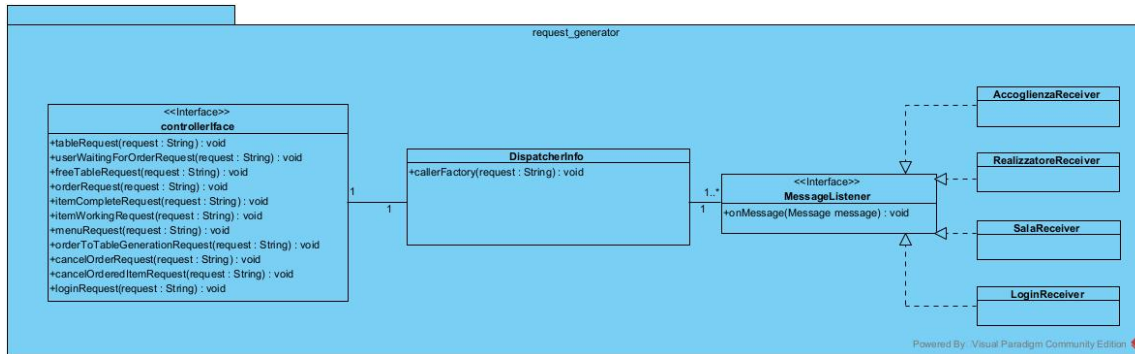 request_generator
<<Interface>>
controllerIface
+tableRequest(request : String) : void
+userWaitingForOrderRequest(request : String) : void
+freeTableRequest(request : String) : void
+orderRequest(request : String) : void
+itemCompleteRequest(request : String) : void
+itemWorkingRequest(request : String) : void
+menuRequest(request : String) : void
+orderToTableGenerationRequest(request : String) : void
+cancelOrderRequest(request : String) : void
+cancelOrderedItemRequest(request : String) : void
+loginRequest(request : String) : void
1
1
DispatcherInfo
+callerFactory(request : String) : void
1..*
1
<<Interface>>
MessageListener
+onMessage(Message message) : void
AccoglienzaReceiver
RealizzatoreReceiver
SalaReceiver
LoginReceiver
Powered By: Visual Paradigm Community Edition